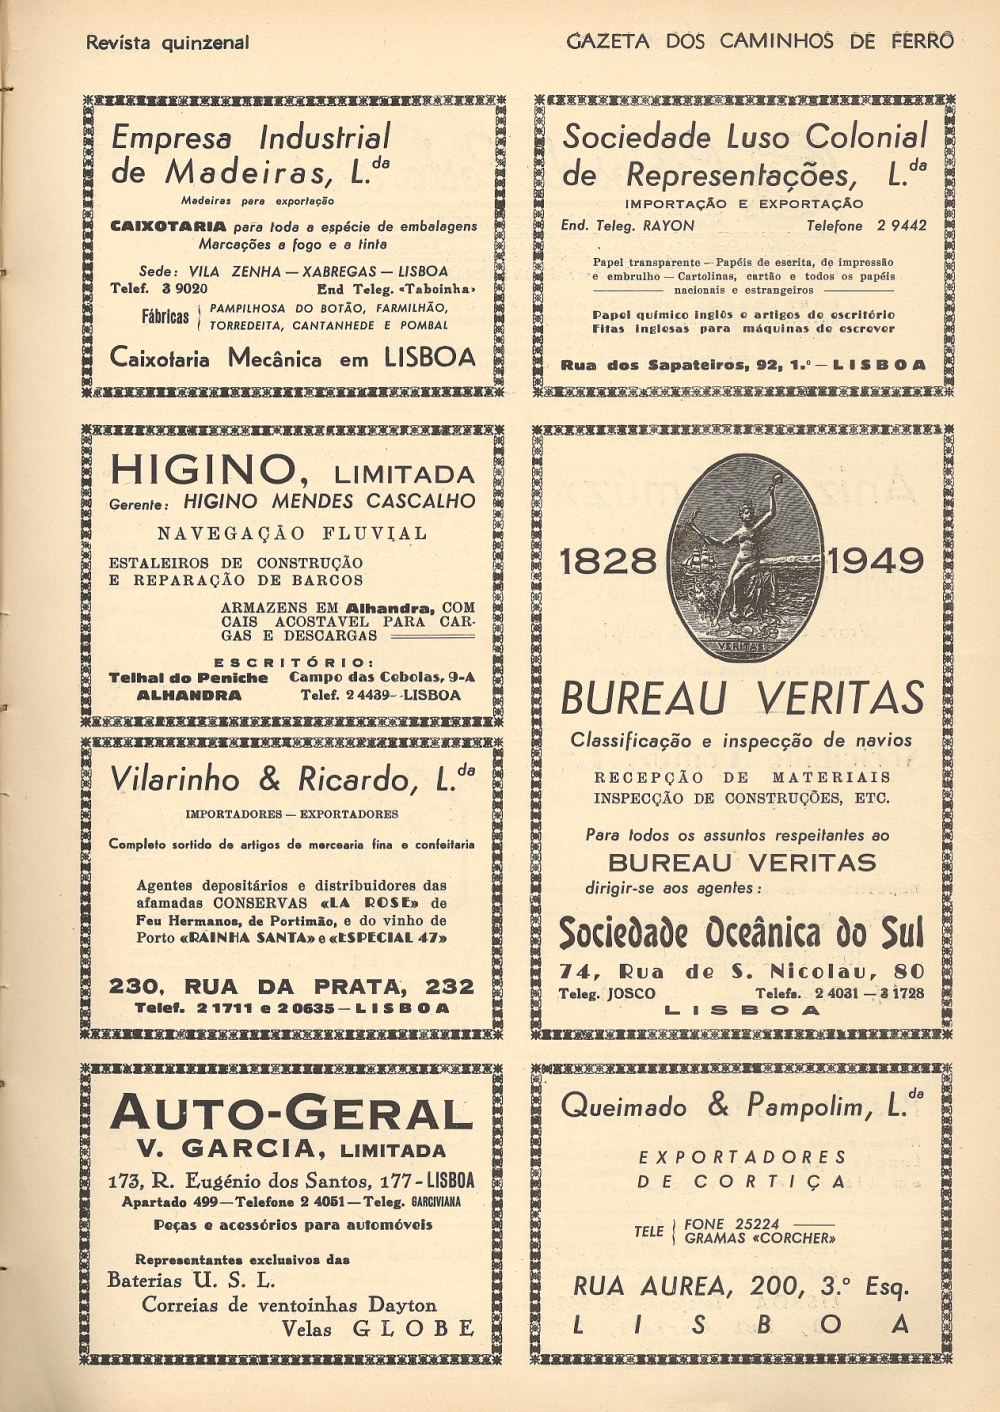 Revista quinzenal
GAZETA DOS CAMINHOS DE FERRO
Empresa Industrial
de Madeiras, L.da
Madeiras para exportação
CAIXOTARIA para toda a espécie de embalagens
Marcações a fogo e a tinta
Sede: VILA ZENHA — XABREGAS — LISBOA
Telef. 3 9020 End Teleg. «Taboinha»
Fábricas { PAMPILHOSA DO BOTÃO, FARMILHÃO,
TORREDEITA, CANTANHEDE E POMBAL
Caixotaria Mecânica em LISBOA
Sociedade Luso Colonial
de Representações, L.da
IMPORTAÇÃO E EXPORTAÇÃO
End. Teleg. RAYON Telefone 2 9442
Papel transparente — Papéis de escrita, de impressão
e embrulho — Cartolinas, cartão e todos os papéis
nacionais e estrangeiros
Papel químico inglês e artigos de escritório
Fitas inglesas para máquinas de escrever
Rua dos Sapateiros, 92, 1.º — LISBOA
HIGINO, LIMITADA
Gerente: HIGINO MENDES CASCALHO
NAVEGAÇÃO FLUVIAL
ESTALEIROS DE CONSTRUÇÃO
E REPARAÇÃO DE BARCOS
ARMAZENS EM Alhandra, COM
CAIS ACOSTAVEL PARA CAR-
GAS E DESCARGAS
ESCRITÓRIO:
Telhal do Peniche Campo das Cebolas, 9-A
ALHANDRA Telef. 2 4439--LISBOA
1828 1949
VERITAS
BUREAU VERITAS
Classificação e inspecção de navios
RECEPÇÃO DE MATERIAIS
INSPECÇÃO DE CONSTRUÇÕES, ETC.
Para todos os assuntos respeitantes ao
BUREAU VERITAS
dirigir-se aos agentes:
Sociedade Oceânica do Sul
74, Rua de S. Nicolau, 80
Teleg. JOSCO Telefs. 2 4031 — 3 1728
LISBOA
Vilarinho & Ricardo, L.da
IMPORTADORES — EXPORTADORES
Completo sortido de artigos de mercearia fina e confeitaria
Agentes depositários e distribuidores das
afamadas CONSERVAS «LA ROSE» de
Feu Hermanos, de Portimão, e do vinho de
Porto «RAINHA SANTA» e «ESPECIAL 47»
230, RUA DA PRATA, 232
Telef. 2 1711 e 2 0635 — LISBOA
AUTO-GERAL
V. GARCIA, LIMITADA
173, R. Eugénio dos Santos, 177 - LISBOA
Apartado 499 — Telefone 2 4051 — Teleg. GARCIVIANA
Peças e acessórios para automóveis
Representantes exclusivos das
Baterias U. S. L.
Correias de ventoinhas Dayton
Velas GLOBE
Queimado & Pampolim, L.da
EXPORTADORES
DE CORTIÇA
TELE { FONE 25224
GRAMAS «CORCHER»
RUA AUREA, 200, 3.º Esq.
LISBOA